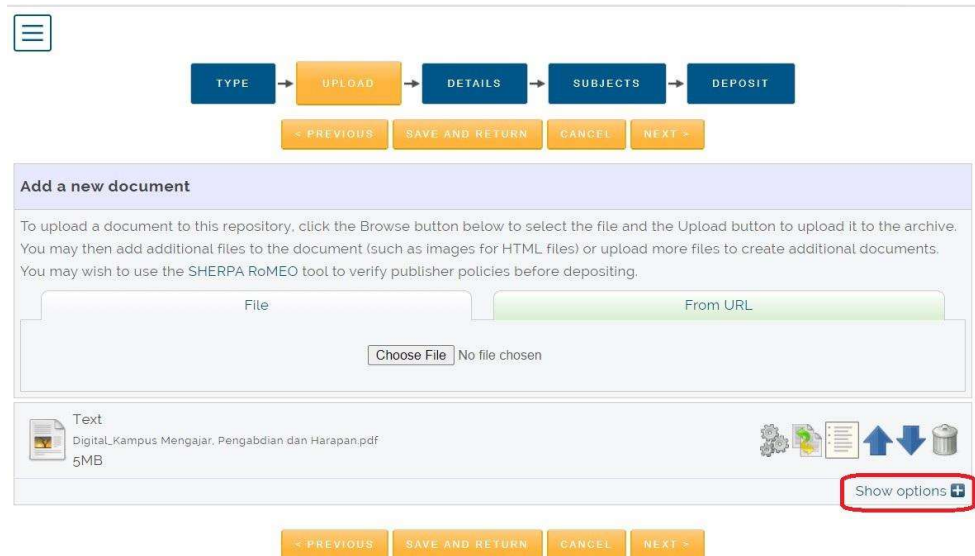 TYPE UPLOAD DETAILS SUBJECTS DEPOSIT
< PREVIOUS SAVE AND RETURN CANCEL NEXT >
Add a new document
To upload a document to this repository, click the Browse button below to select the file and the Upload button to upload it to the archive.
You may then add additional files to the document (such as images for HTML files) or upload more files to create additional documents.
You may wish to use the SHERPA RoMEO tool to verify publisher policies before depositing.
File From URL
Choose File No file chosen
Text
Digital_Kampus Mengajar, Pengabdian dan Harapan.pdf
5MB
Show options
< PREVIOUS SAVE AND RETURN CANCEL NEXT >